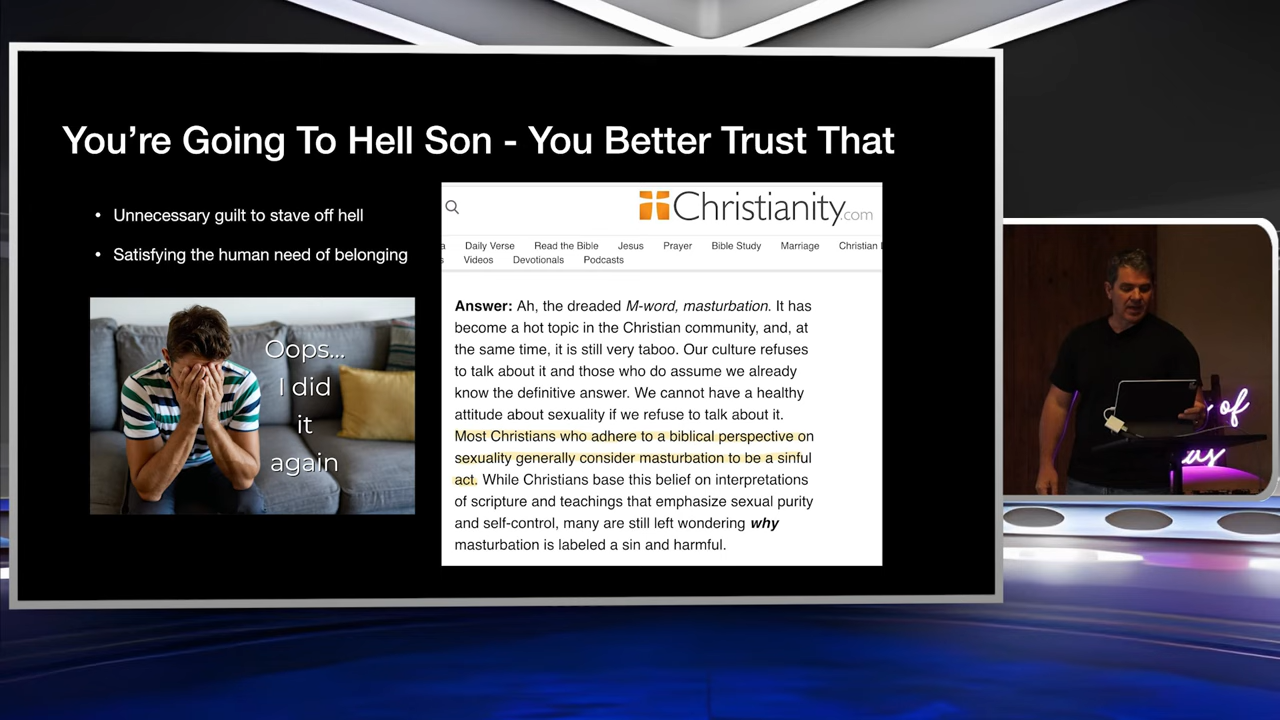 You're Going To Hell Son - You Better Trust That
• Unnecessary guilt to stave off hell
• Satisfying the human need of belonging
Oops...
I did
it
again
Christianity.com
a Daily Verse Read the Bible Jesus Prayer Bible Study Marriage Christian
s Videos Devotionals Podcasts
Answer: Ah, the dreaded M-word, masturbation. It has
become a hot topic in the Christian community, and, at
the same time, it is still very taboo. Our culture refuses
to talk about it and those who do assume we already
know the definitive answer. We cannot have a healthy
attitude about sexuality if we refuse to talk about it.
Most Christians who adhere to a biblical perspective on
sexuality generally consider masturbation to be a sinful
act. While Christians base this belief on interpretations
of scripture and teachings that emphasize sexual purity
and self-control, many are still left wondering why
masturbation is labeled a sin and harmful.
of